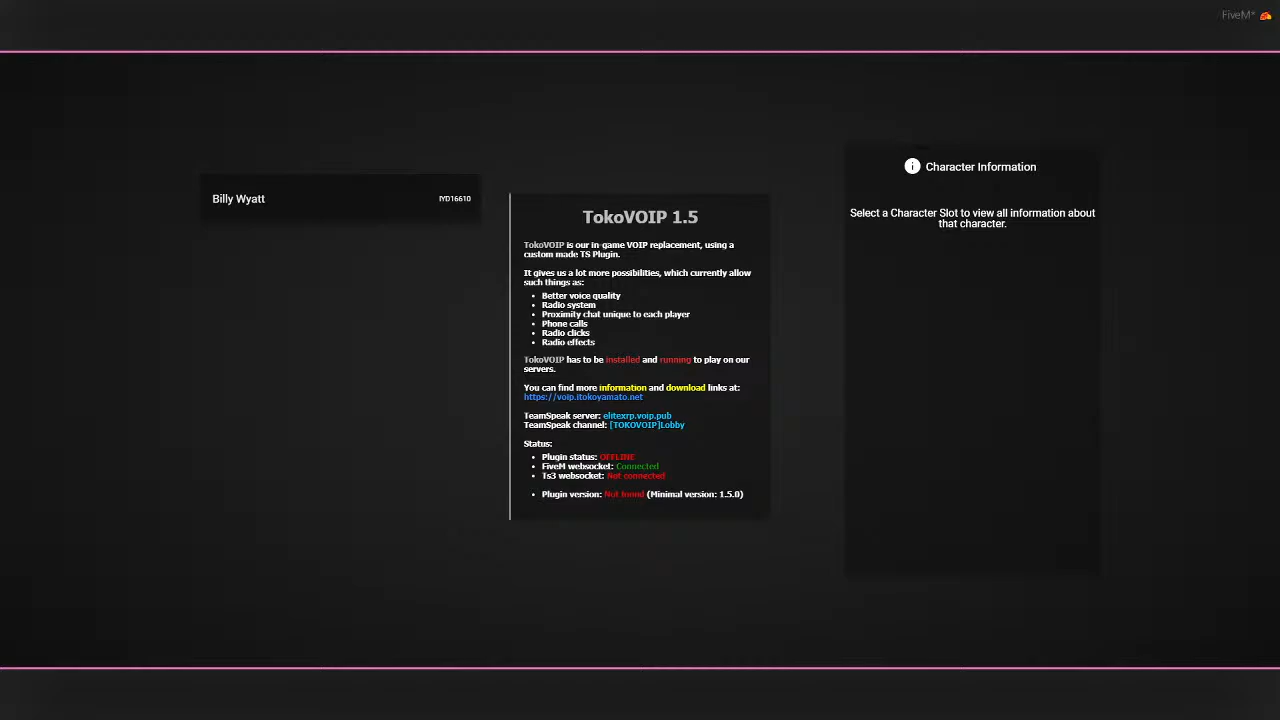 FiveM*
Billy Wyatt
IYD16610
TokoVOIP 1.5
TokoVOIP is our in-game VOIP replacement, using a
custom made TS Plugin.
It gives us a lot more possibilities, which currently allow
such things as:
Better voice quality
Radio system
Proximity chat unique to each player
Phone calls
Radio clicks
Radio effects
TokoVOIP has to be installed and running to play on our
servers.
You can find more information and download links at:
https://voip.itokoyamato.net
TeamSpeak server: elitexrp.voip.pub
TeamSpeak channel: [TOKOVOIP]Lobby
Status:
Plugin status: OFFLINE
FiveM websocket: Connected
Ts3 websocket: Not connected
Plugin version: Not found (Minimal version: 1.5.0)
Character Information
Select a Character Slot to view all information about
that character.